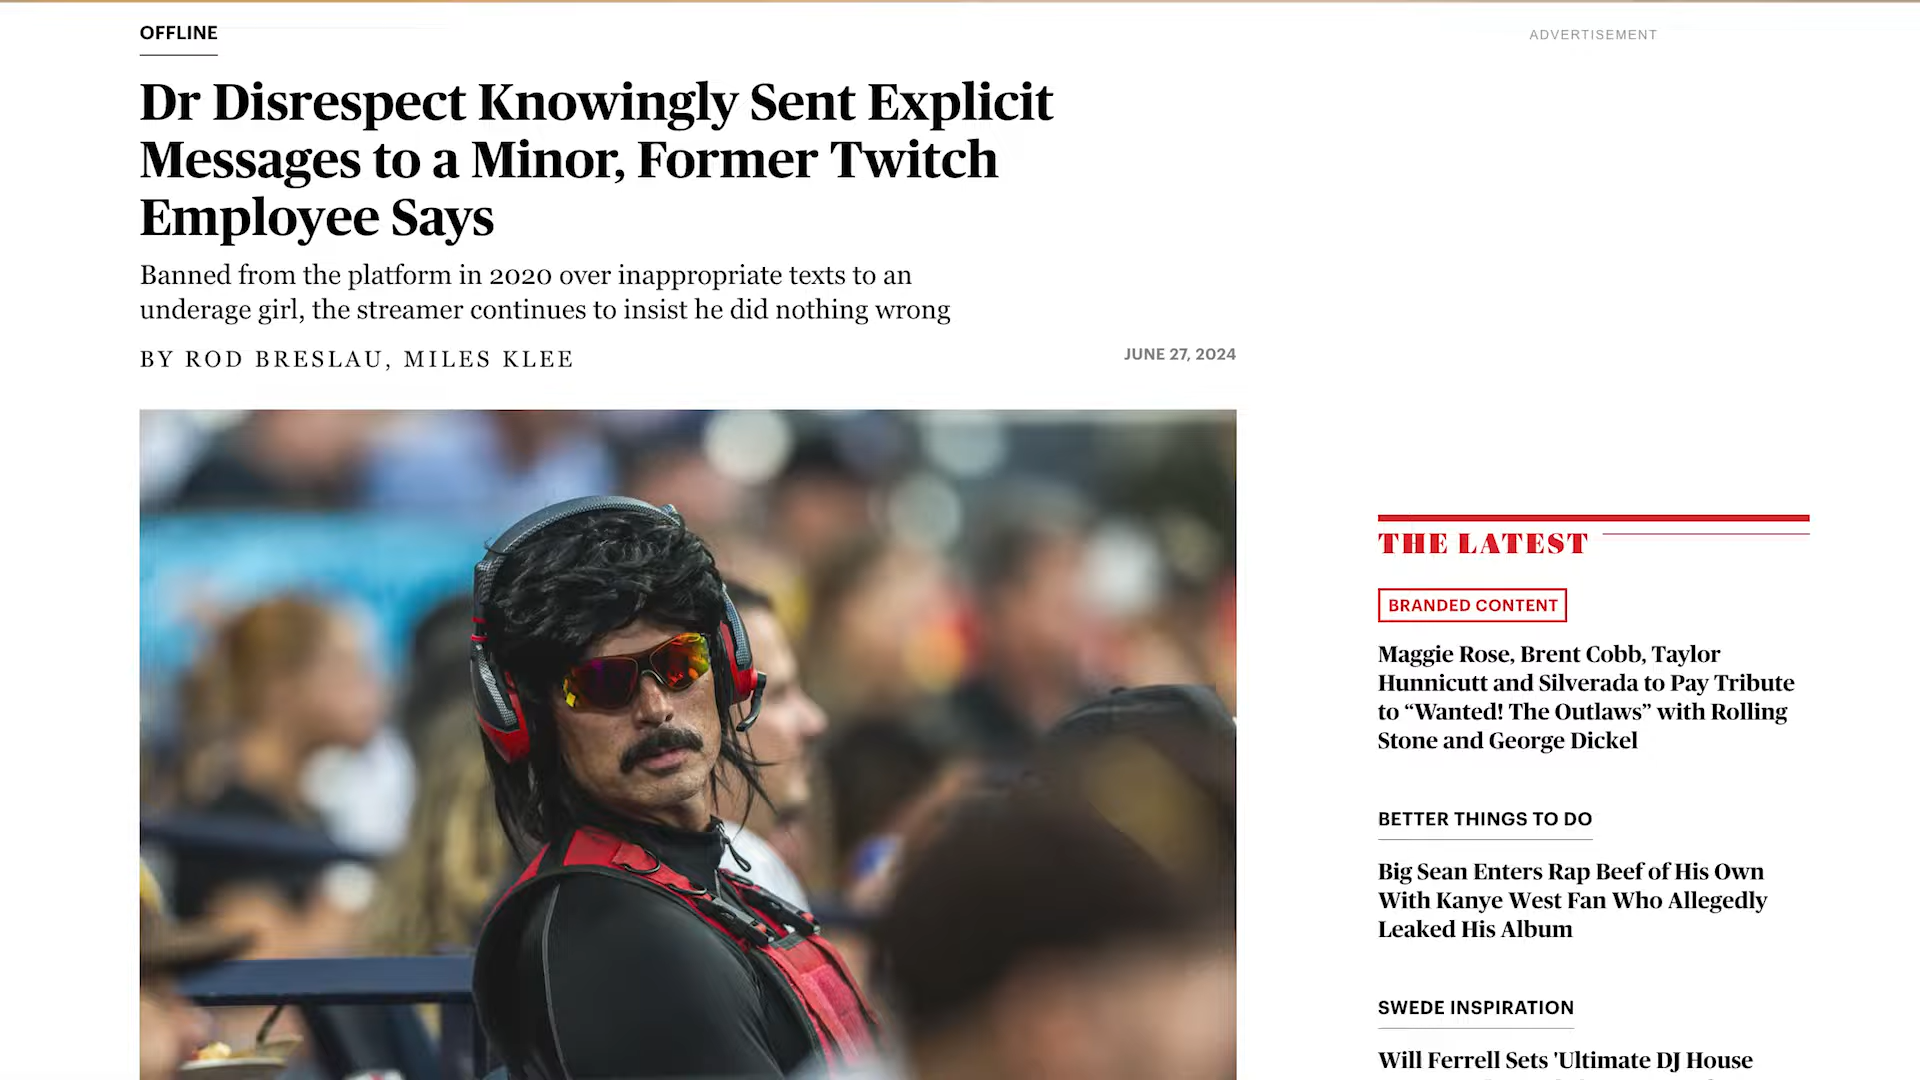 OFFLINE
ADVERTISEMENT
Dr Disrespect Knowingly Sent Explicit
Messages to a Minor, Former Twitch
Employee Says
Banned from the platform in 2020 over inappropriate texts to an
underage girl, the streamer continues to insist he did nothing wrong
BY ROD BRESLAU, MILES KLEE
JUNE 27, 2024
THE LATEST
BRANDED CONTENT
Maggie Rose, Brent Cobb, Taylor
Hunnicutt and Silverada to Pay Tribute
to “Wanted! The Outlaws” with Rolling
Stone and George Dickel
BETTER THINGS TO DO
Big Sean Enters Rap Beef of His Own
With Kanye West Fan Who Allegedly
Leaked His Album
SWEDE INSPIRATION
Will Ferrell Sets 'Ultimate DJ House